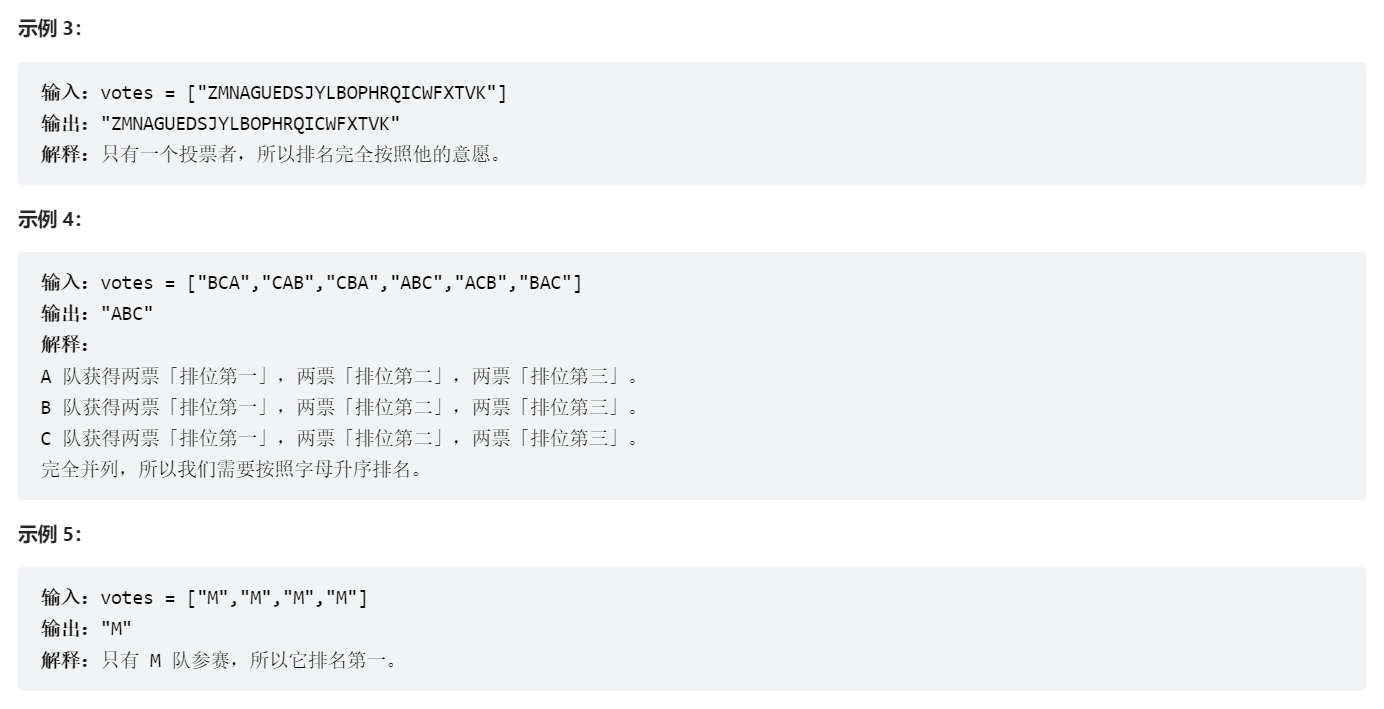 示例 3：
输入：votes = ["ZMNAGUEDSJYLBOPHRQICWFXTVK"]
输出："ZMNAGUEDSJYLBOPHRQICWFXTVK"
解释：只有一个投票者，所以排名完全按照他的意愿。
示例 4：
输入：votes = ["BCA","CAB","CBA","ABC","ACB","BAC"]
输出："ABC"
解释：
A 队获得两票「排位第一」，两票「排位第二」，两票「排位第三」。
B 队获得两票「排位第一」，两票「排位第二」，两票「排位第三」。
C 队获得两票「排位第一」，两票「排位第二」，两票「排位第三」。
完全并列，所以我们需要按照字母升序排名。
示例 5：
输入：votes = ["M","M","M","M"]
输出："M"
解释：只有 M 队参赛，所以它排名第一。